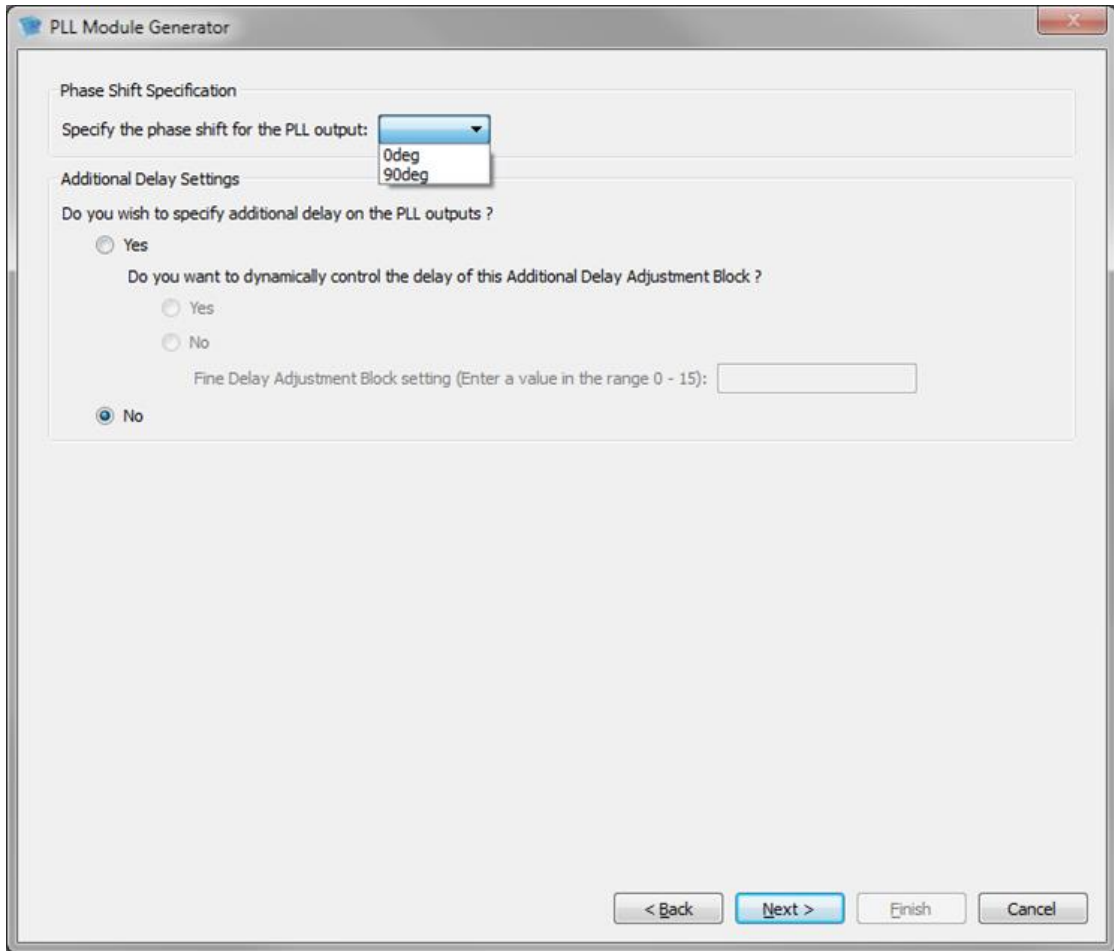 PLL Module Generator
Phase Shift Specification
Specify the phase shift for the PLL output:
0deg
90deg
Additional Delay Settings
Do you wish to specify additional delay on the PLL outputs ?
Yes
Do you want to dynamically control the delay of this Additional Delay Adjustment Block ?
Yes
No
Fine Delay Adjustment Block setting (Enter a value in the range 0 - 15):
No
< Back Next > Finish Cancel